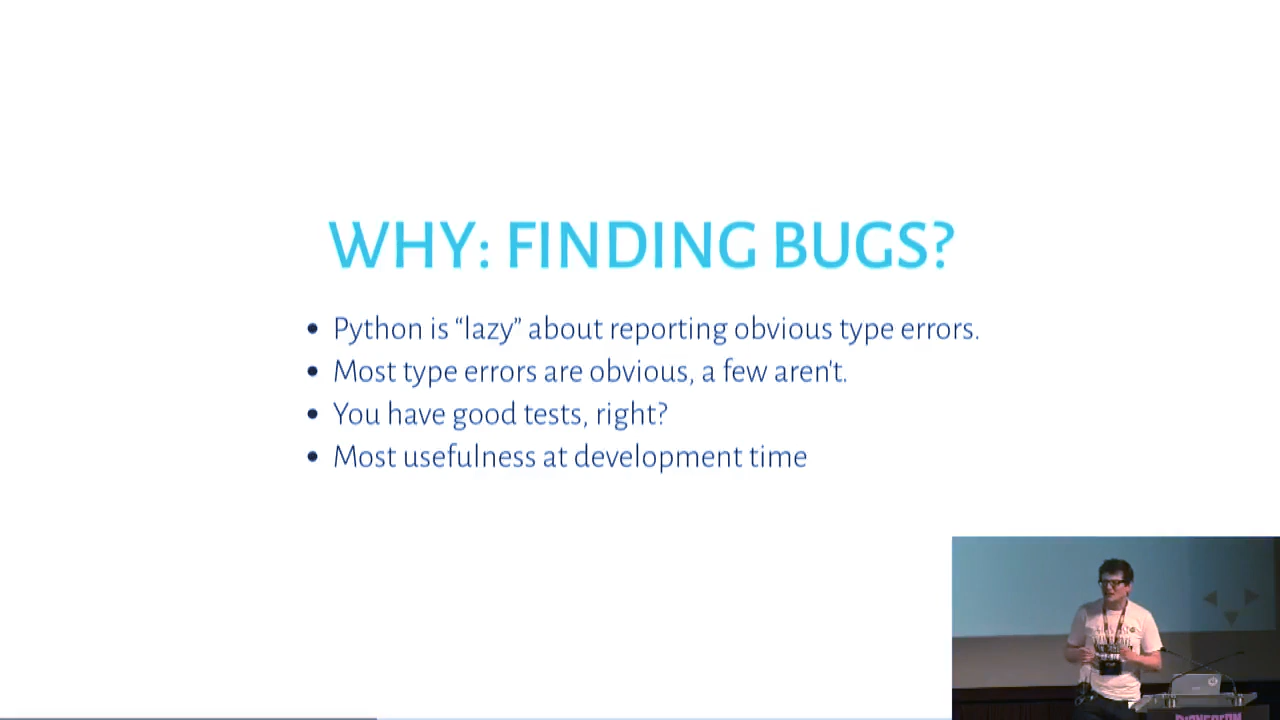 WHY: FINDING BUGS?
Python is “lazy” about reporting obvious type errors.
Most type errors are obvious, a few aren't.
You have good tests, right?
Most usefulness at development time